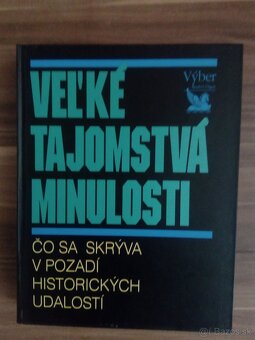 Výber
VEĽKÉ
TAJOMSTVÁ
MINULOSTI
ČO SA SKRÝVA
V POZADÍ
HISTORICKÝCH
UDALOSTÍ